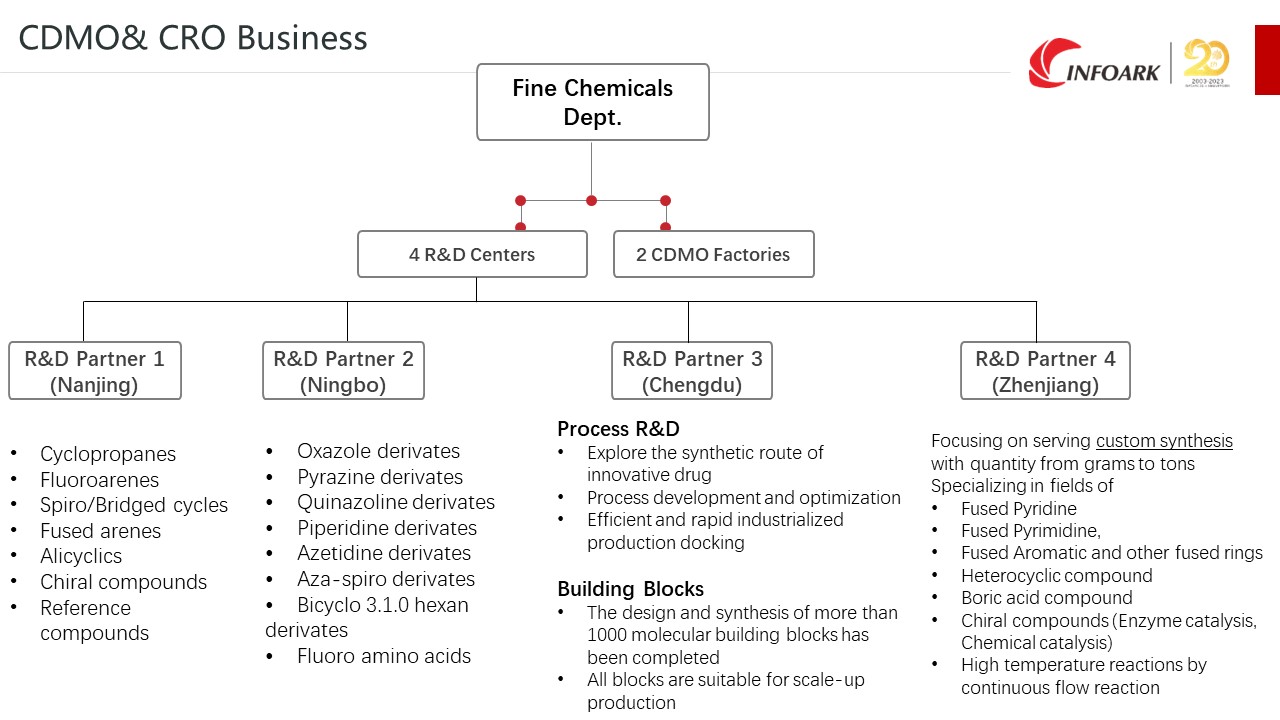 CDMO& CRO Business
INFOARK
20
2003-2023
Fine Chemicals
Dept.
4 R&D Centers
2 CDMO Factories
R&D Partner 1
(Nanjing)
R&D Partner 2
(Ningbo)
R&D Partner 3
(Chengdu)
R&D Partner 4
(Zhenjiang)
• Cyclopropanes
• Fluoroarenes
• Spiro/Bridged cycles
• Fused arenes
• Alicyclics
• Chiral compounds
• Reference
compounds
• Oxazole derivates
• Pyrazine derivates
• Quinazoline derivates
• Piperidine derivates
• Azetidine derivates
• Aza-spiro derivates
• Bicyclo 3.1.0 hexan
derivates
• Fluoro amino acids
Process R&D
• Explore the synthetic route of
innovative drug
• Process development and optimization
• Efficient and rapid industrialized
production docking
Building Blocks
• The design and synthesis of more than
1000 molecular building blocks has
been completed
• All blocks are suitable for scale-up
production
Focusing on serving custom synthesis
with quantity from grams to tons
Specializing in fields of
• Fused Pyridine
• Fused Pyrimidine,
• Fused Aromatic and other fused rings
• Heterocyclic compound
• Boric acid compound
• Chiral compounds (Enzyme catalysis,
Chemical catalysis)
• High temperature reactions by
continuous flow reaction